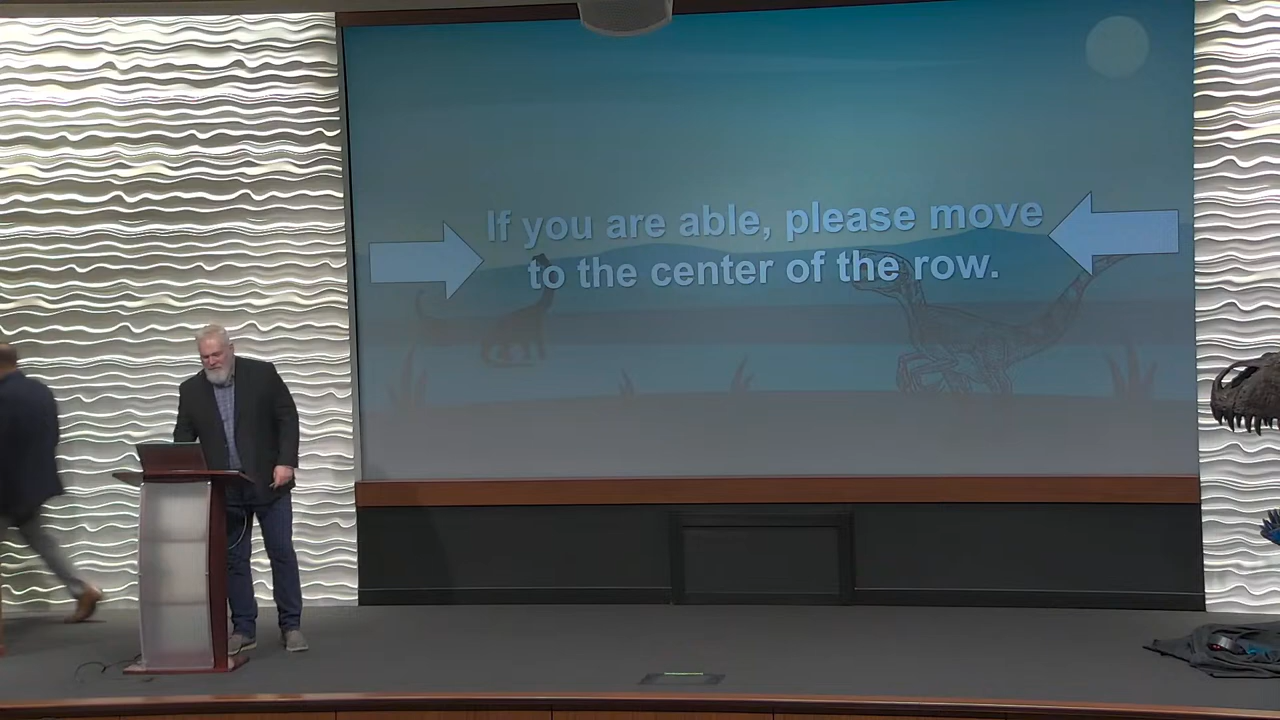 If you are able, please move
to the center of the row.